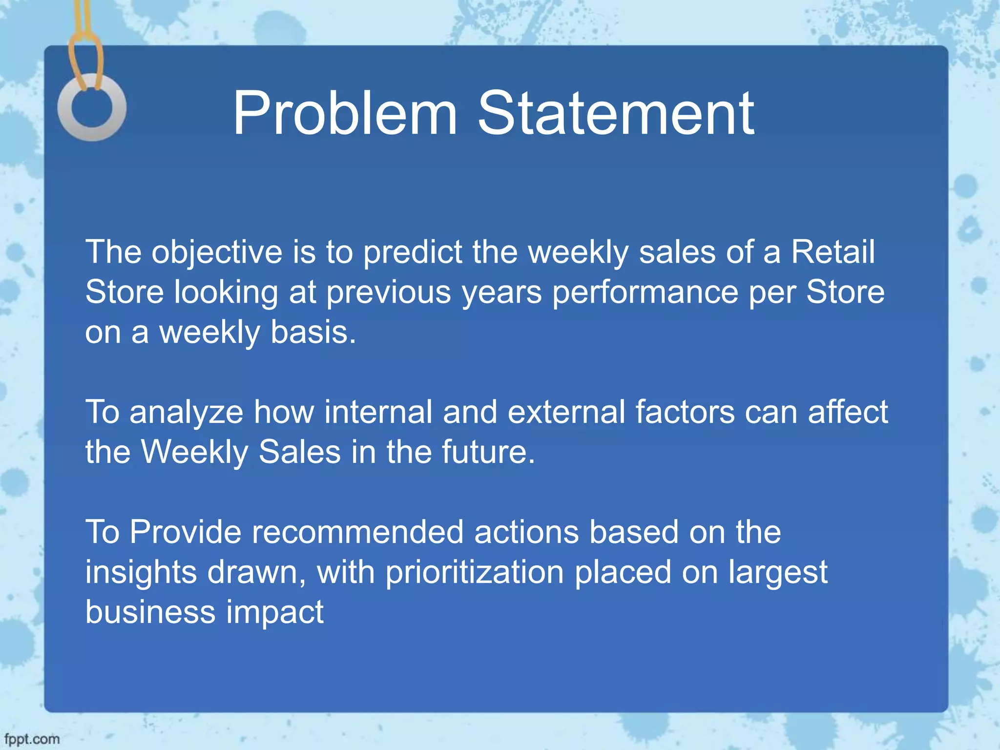 Problem Statement
The objective is to predict the weekly sales of a Retail
Store looking at previous years performance per Store
on a weekly basis.
To analyze how internal and external factors can affect
the Weekly Sales in the future.
To Provide recommended actions based on the
insights drawn, with prioritization placed on largest
business impact
fppt.com